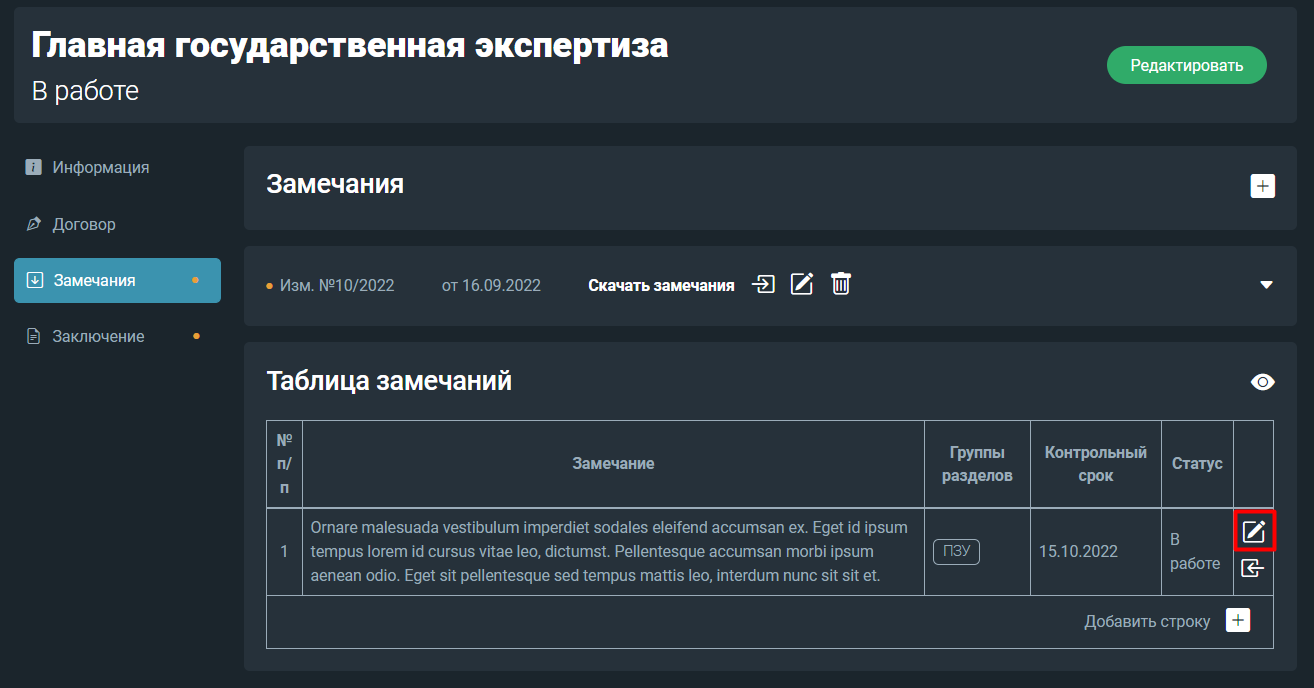 Главная государственная экспертиза
В работе
Редактировать
Информация
Договор
Замечания
Заключение
Замечания
Изм. №10/2022 от 16.09.2022 Скачать замечания
Таблица замечаний
№
п/
п
Замечание
Группы
разделов
Контрольный
срок
Статус
1
Ornare malesuada vestibulum imperdiet sodales eleifend accumsan ex. Eget id ipsum
tempus lorem id cursus vitae leo, dictumst. Pellentesque accumsan morbi ipsum
aenean odio. Eget sit pellentesque sed tempus mattis leo, interdum nunc sit sit et.
ПЗУ
15.10.2022
В
работе
Добавить строку